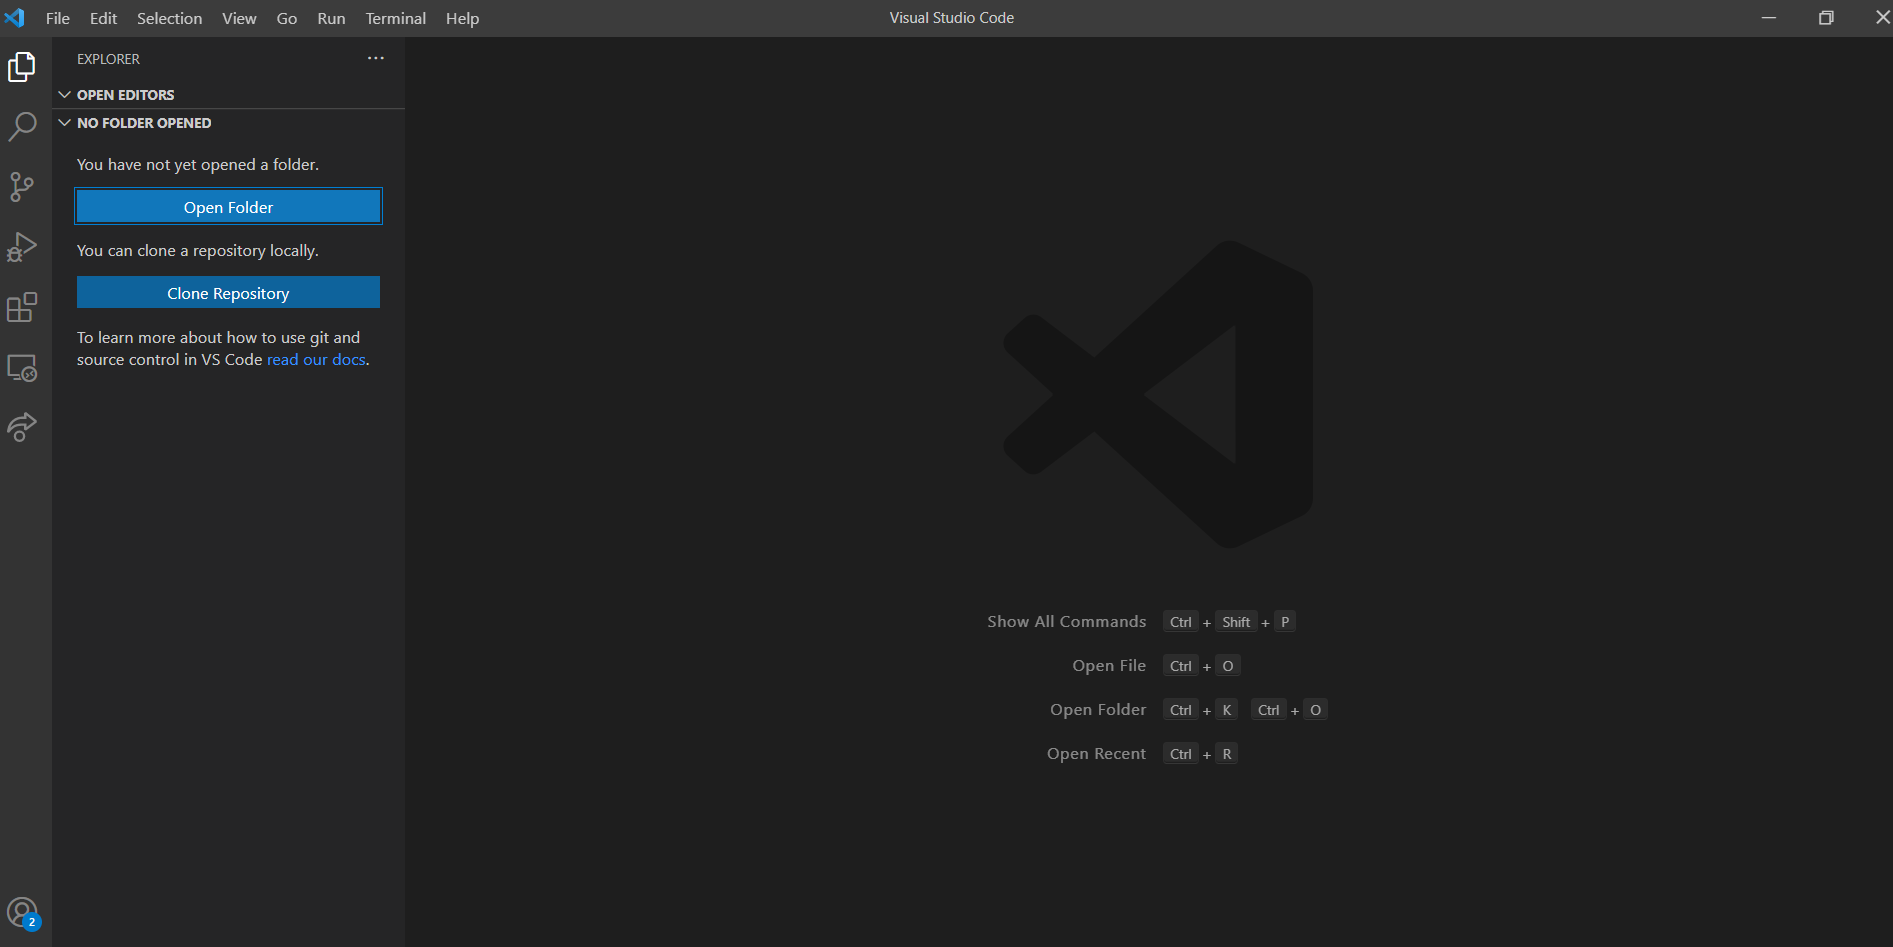 File Edit Selection View Go Run Terminal Help Visual Studio Code
EXPLORER
OPEN EDITORS
NO FOLDER OPENED
You have not yet opened a folder.
Open Folder
You can clone a repository locally.
Clone Repository
To learn more about how to use git and
source control in VS Code read our docs.
Show All Commands Ctrl + Shift + P
Open File Ctrl + O
Open Folder Ctrl + K Ctrl + O
Open Recent Ctrl + R
2